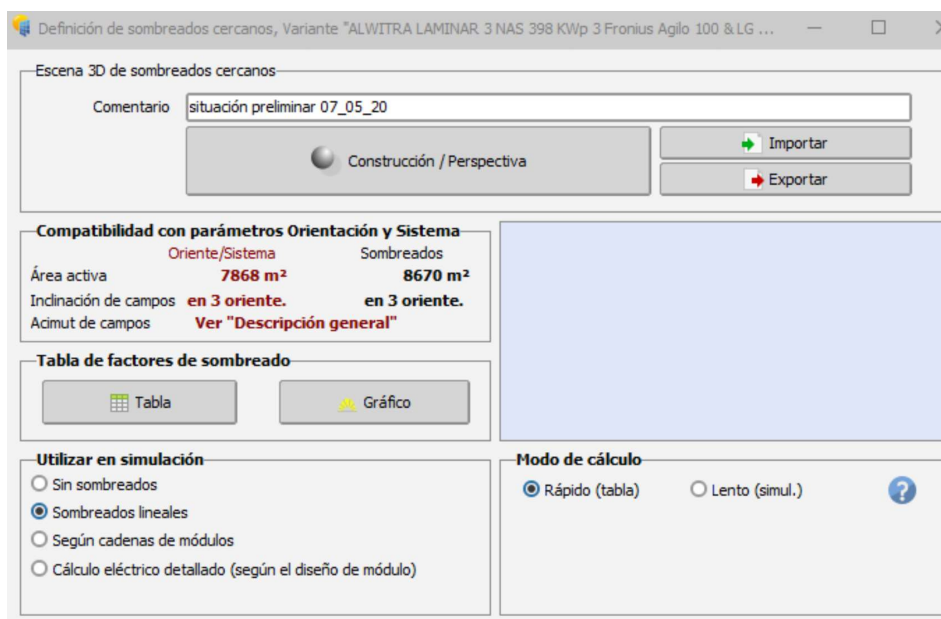 Definición de sombreados cercanos, Variante "ALWITRA LAMINAR 3 NAS 398 KWp 3 Fronius Agilo 100 & LG ...
Escena 3D de sombreados cercanos
Comentario situación preliminar 07_05_20
Construcción / Perspectiva
Importar
Exportar
Compatibilidad con parámetros Orientación y Sistema
Oriente/Sistema Sombreados
Área activa 7868 m² 8670 m²
Inclinación de campos en 3 oriente. en 3 oriente.
Acimut de campos Ver "Descripción general"
Tabla de factores de sombreado
Tabla Gráfico
Utilizar en simulación
Sin sombreados
Sombreados lineales
Según cadenas de módulos
Cálculo eléctrico detallado (según el diseño de módulo)
Modo de cálculo
Rápido (tabla) Lento (simul.) ?